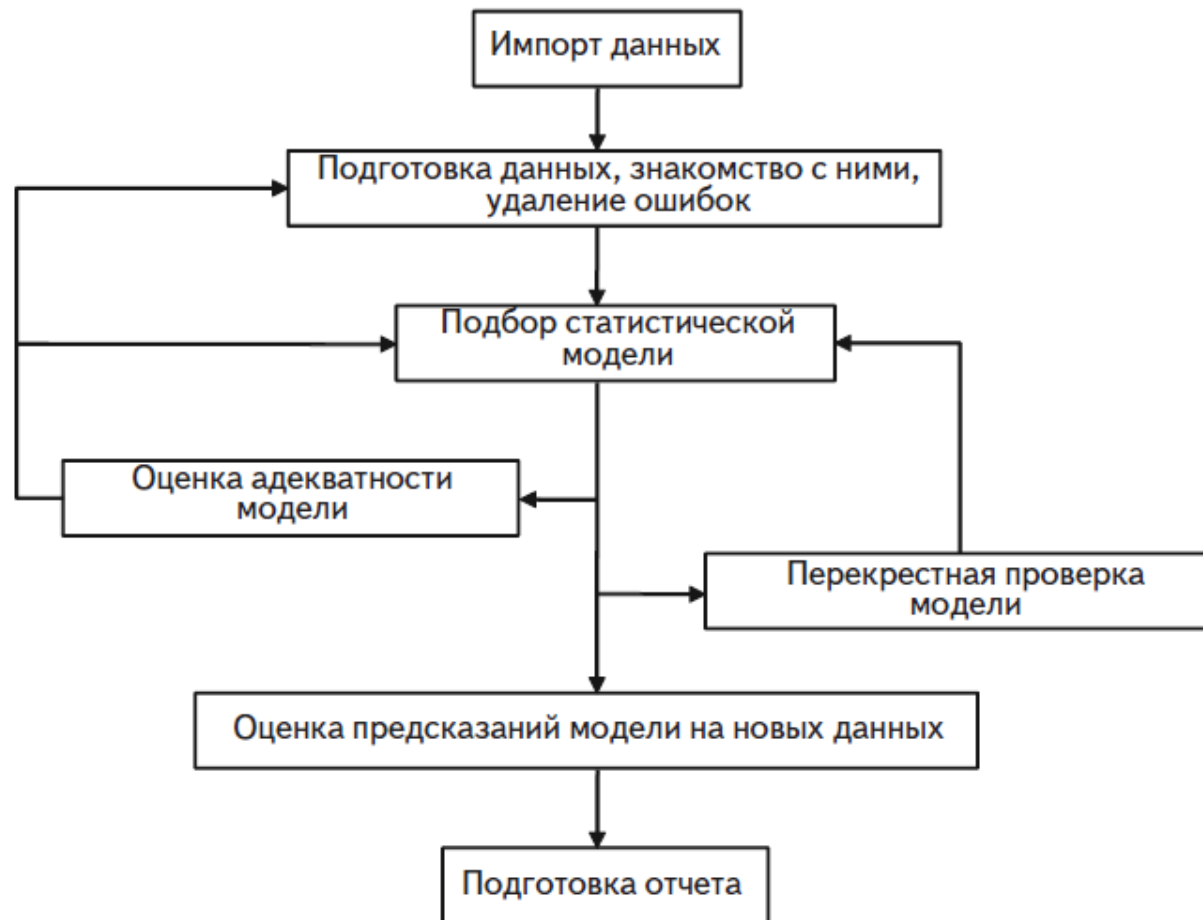 Импорт данных
Подготовка данных, знакомство с ними,
удаление ошибок
Подбор статистической
модели
Оценка адекватности
модели
Перекрестная проверка
модели
Оценка предсказаний модели на новых данных
Подготовка отчета